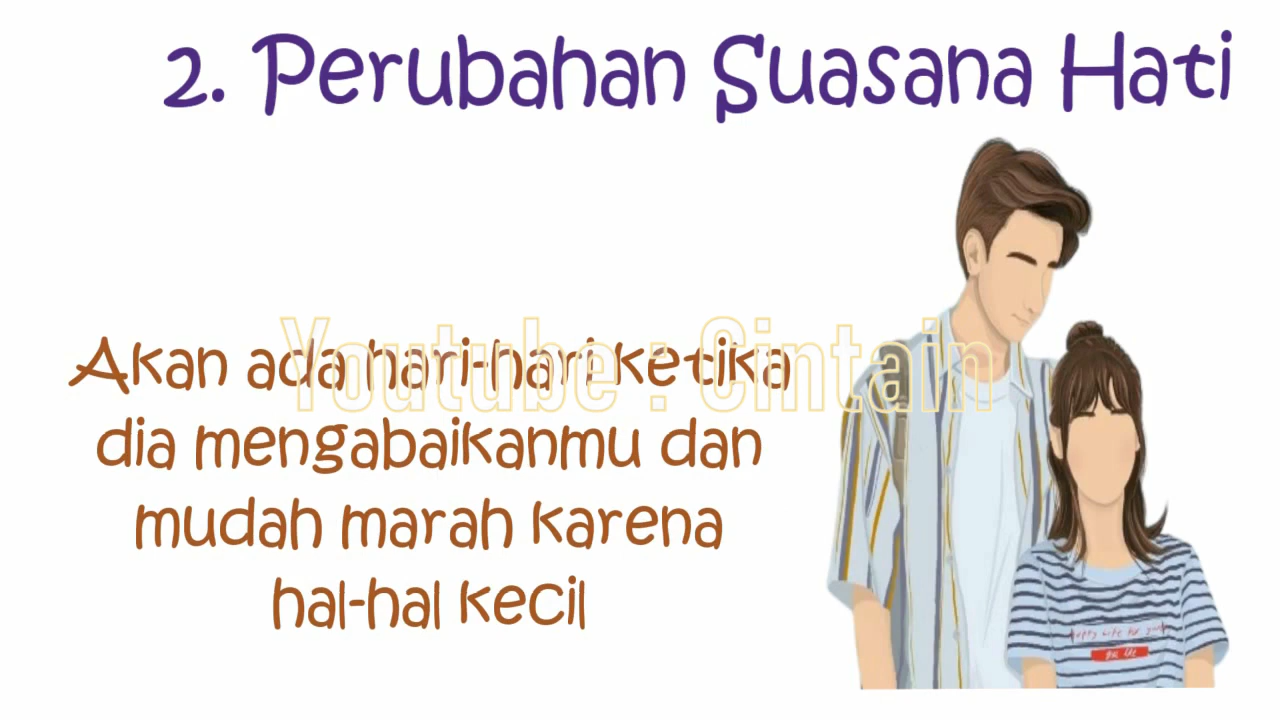 2. Perubahan Suasana Hati
Akan ada hari-hari ketika
Youtube : Cintain
dia mengabaikanmu dan
mudah marah karena
hal-hal kecil